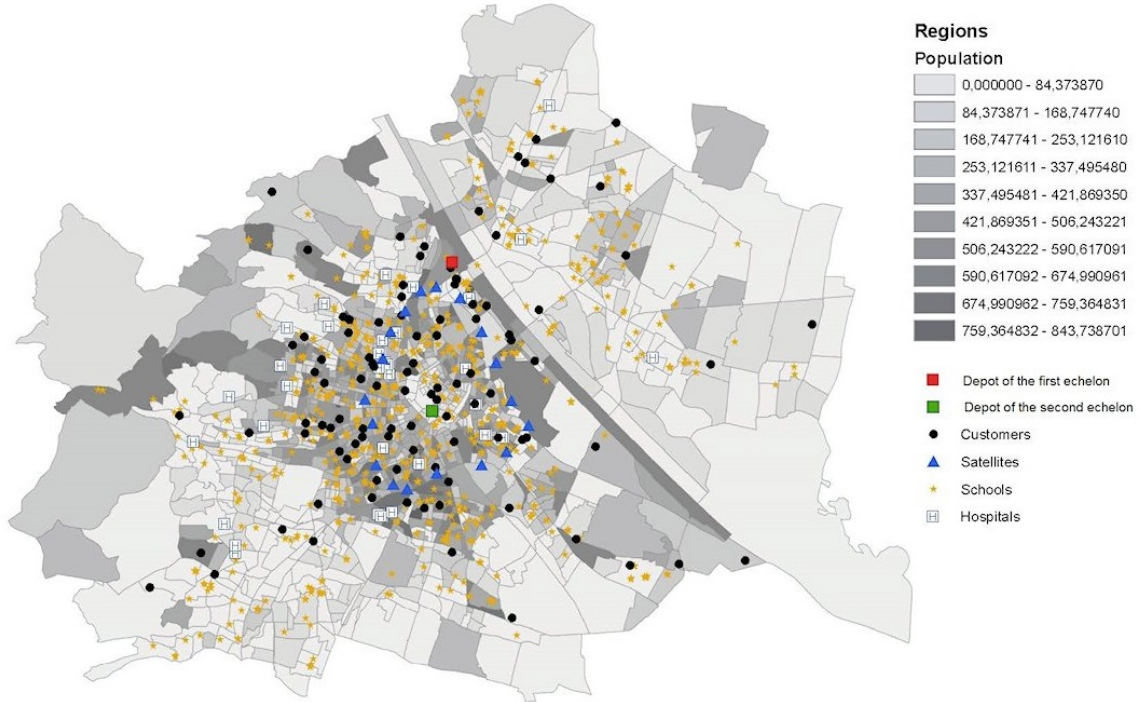 Regions
Population
0,000000 - 84,373870
84,373871 - 168,747740
168,747741 - 253,121610
253,121611 - 337,495480
337,495481 - 421,869350
421,869351 - 506,243221
506,243222 - 590,617091
590,617092 - 674,990961
674,990962 - 759,364831
759,364832 - 843,738701
Depot of the first echelon
Depot of the second echelon
Customers
Satellites
Schools
H Hospitals